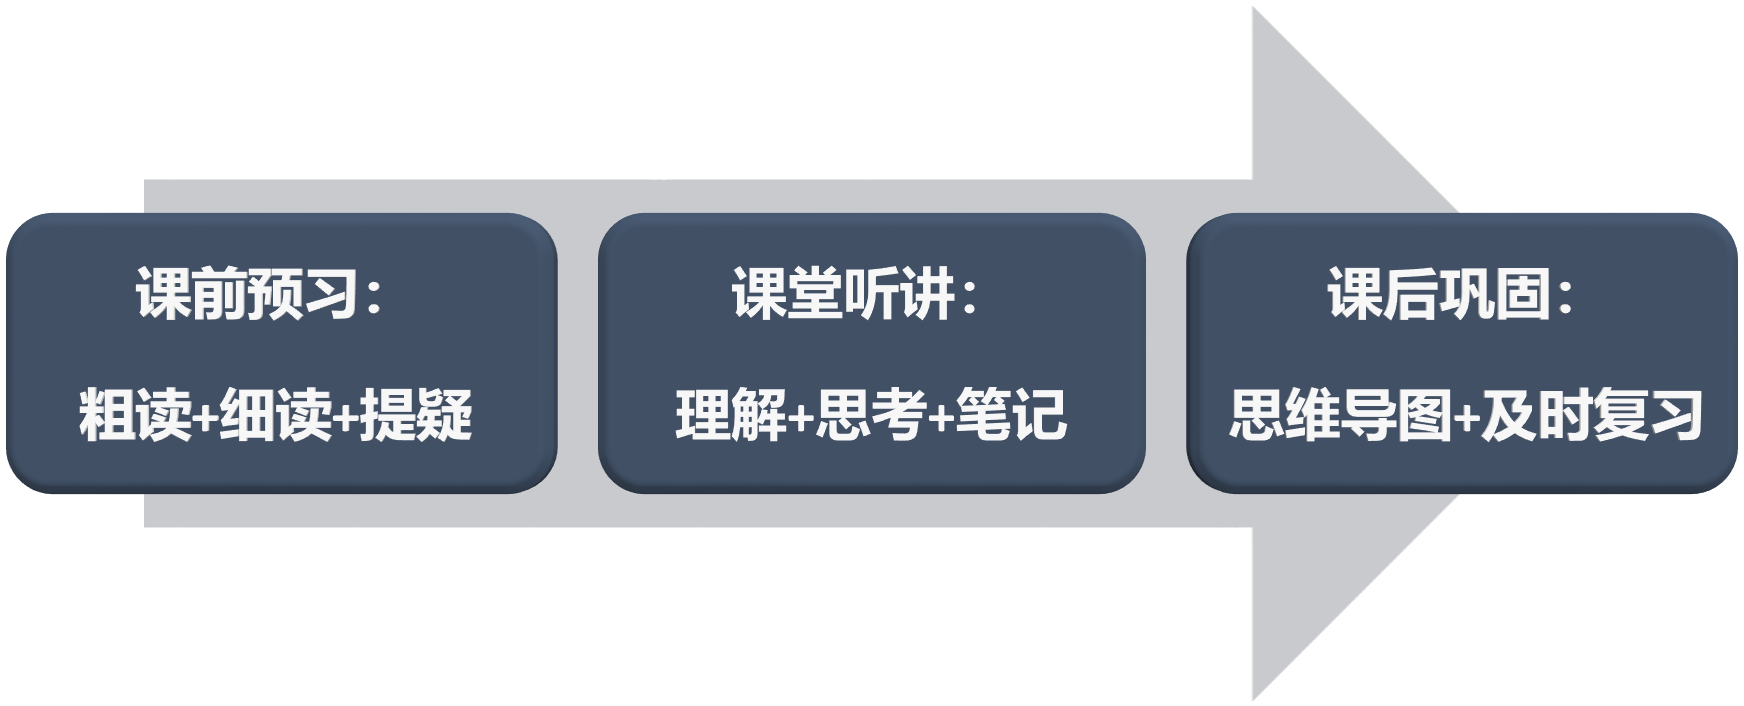 课前预习：
粗读+细读+提疑
课堂听讲：
理解+思考+笔记
课后巩固：
思维导图+及时复习